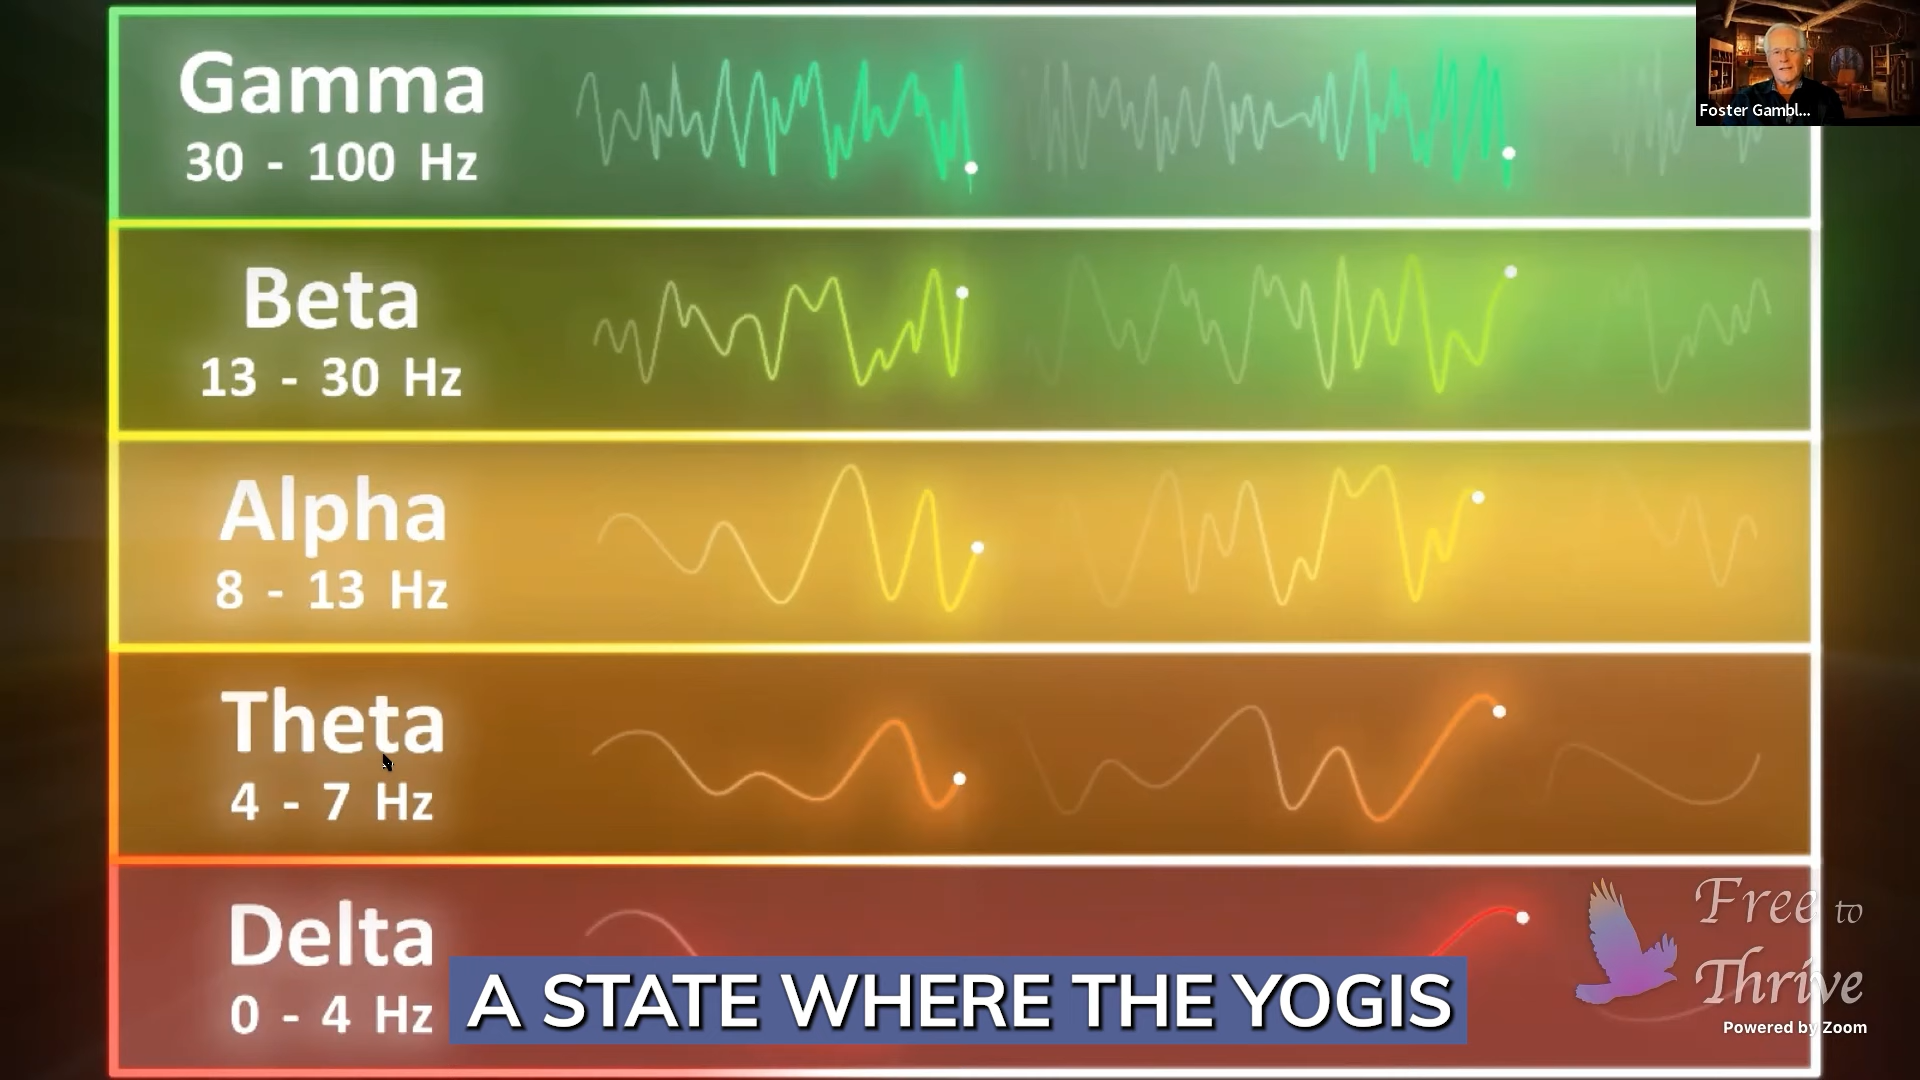 Gamma
30 - 100 Hz
Foster Gambl...
Beta
13 - 30 Hz
Alpha
8 - 13 Hz
Theta
4 - 7 Hz
Delta
0 - 4 Hz
A STATE WHERE THE YOGIS
Free to
Thrive
Powered by Zoom